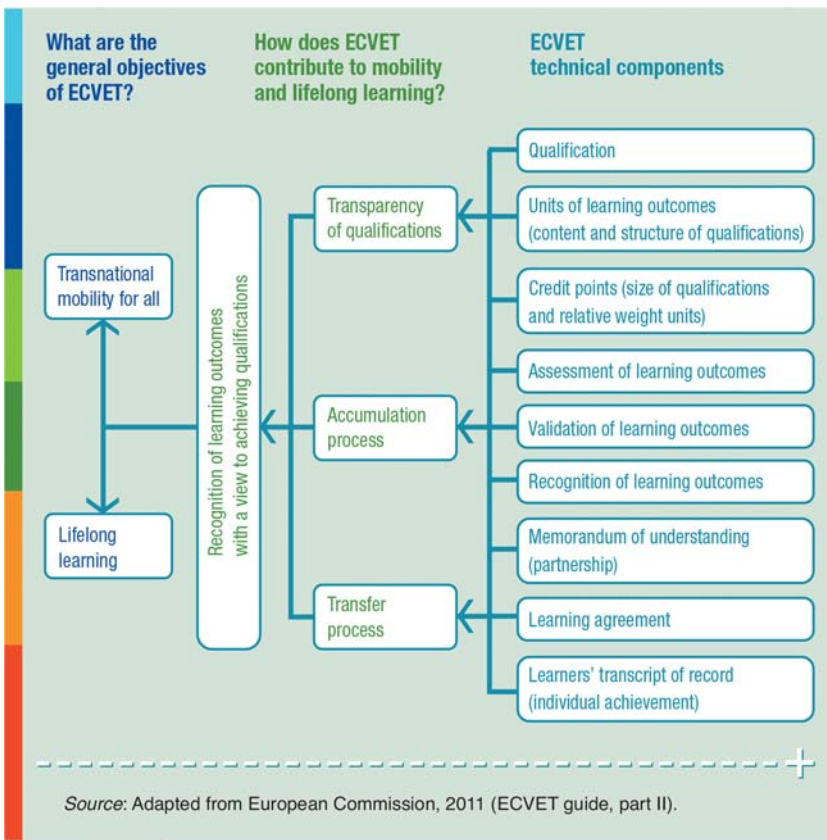 What are the
general objectives
of ECVET?
How does ECVET
contribute to mobility
and lifelong learning?
ECVET
technical components
Transnational
mobility for all
Lifelong
learning
Recognition of learning outcomes
with a view to achieving qualifications
Transparency
of qualifications
Accumulation
process
Transfer
process
Qualification
Units of learning outcomes
(content and structure of qualifications)
Credit points (size of qualifications
and relative weight units)
Assessment of learning outcomes
Validation of learning outcomes
Recognition of learning outcomes
Memorandum of understanding
(partnership)
Learning agreement
Learners’ transcript of record
(individual achievement)
Source: Adapted from European Commission, 2011 (ECVET guide, part II).